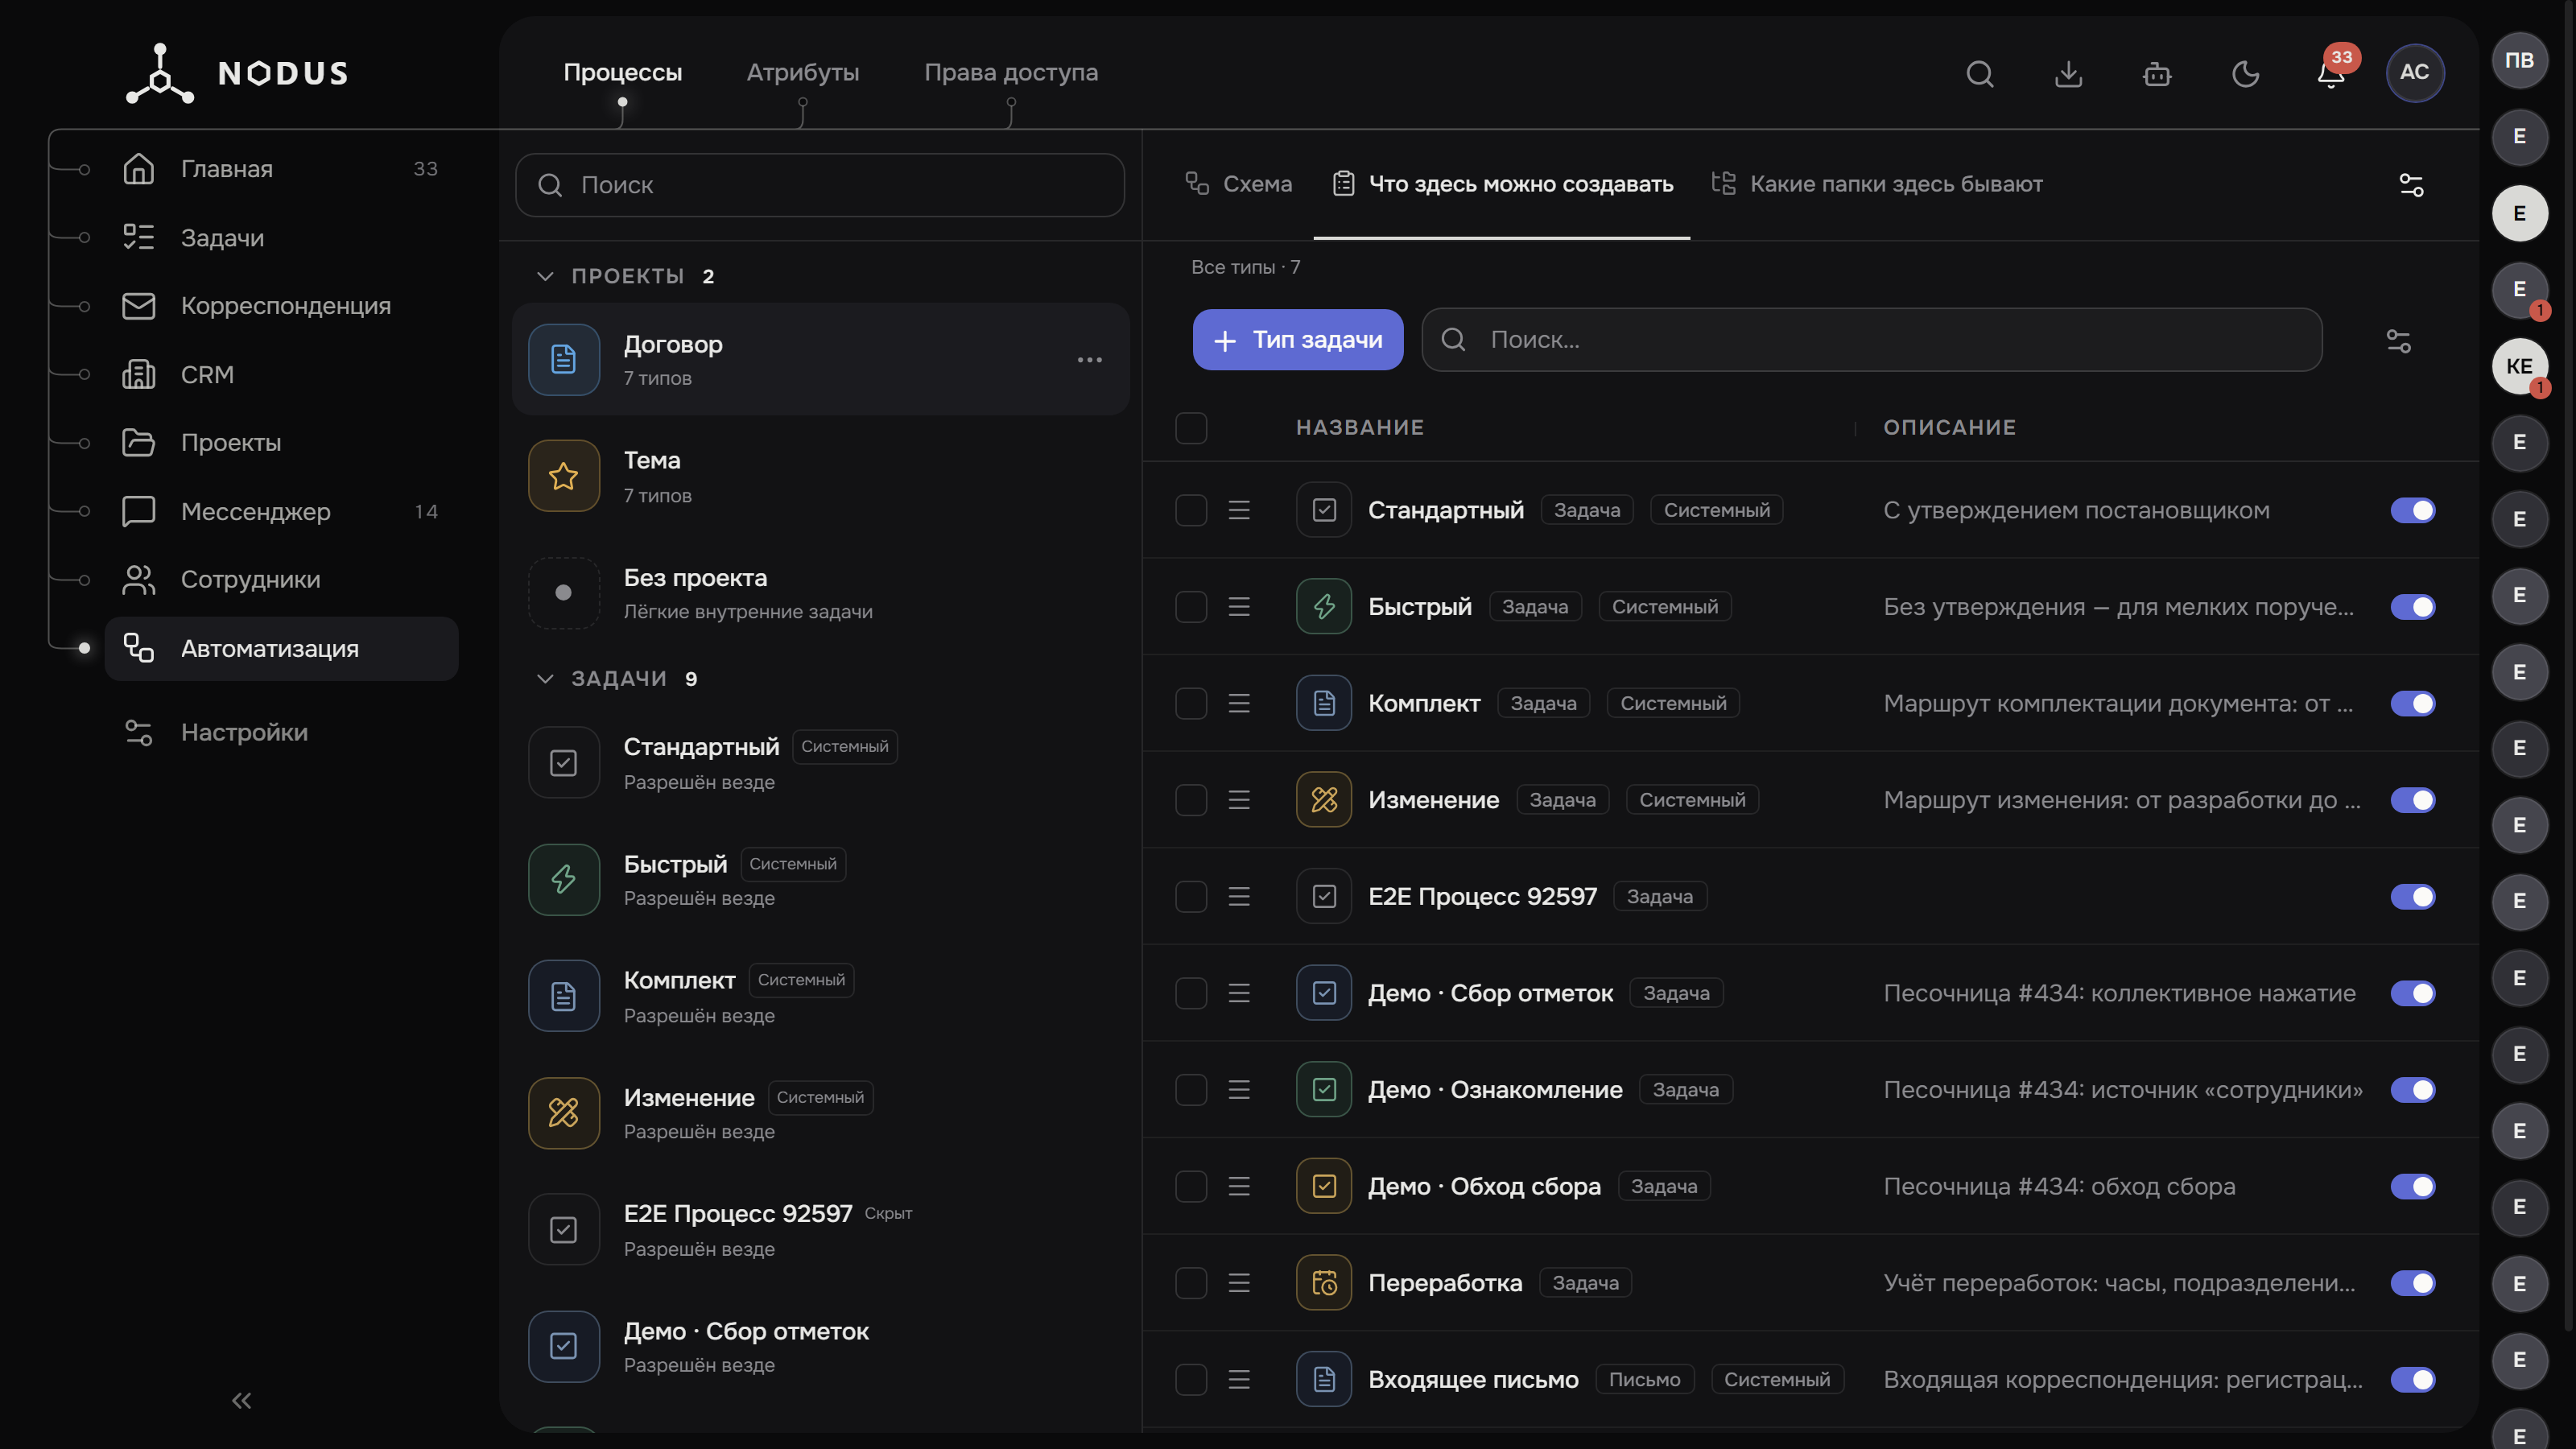 NODUS
Главная 33
Задачи
Корреспонденция
CRM
Проекты
Мессенджер 14
Сотрудники
Автоматизация
Настройки
Процессы Атрибуты Права доступа
33
АС
Поиск
ПРОЕКТЫ 2
Договор
7 типов
Тема
7 типов
Без проекта
Лёгкие внутренние задачи
ЗАДАЧИ 9
Стандартный Системный
Разрешён везде
Быстрый Системный
Разрешён везде
Комплект Системный
Разрешён везде
Изменение Системный
Разрешён везде
E2E Процесс 92597 Скрыт
Разрешён везде
Демо · Сбор отметок
Разрешён везде
Схема Что здесь можно создавать Какие папки здесь бывают
Все типы · 7
Тип задачи Поиск...
НАЗВАНИЕ ОПИСАНИЕ
Стандартный Задача Системный С утверждением постановщиком
Быстрый Задача Системный Без утверждения — для мелких поруче...
Комплект Задача Системный Маршрут комплектации документа: от ...
Изменение Задача Системный Маршрут изменения: от разработки до ...
E2E Процесс 92597 Задача
Демо · Сбор отметок Задача Песочница #434: коллективное нажатие
Демо · Ознакомление Задача Песочница #434: источник «сотрудники»
Демо · Обход сбора Задача Песочница #434: обход сбора
Переработка Задача Учёт переработок: часы, подразделени...
Входящее письмо Письмо Системный Входящая корреспонденция: регистрац...
ПВ
E
E
E
1
КЕ
1
E
E
E
E
E
E
E
E
E
E
E
E
E
E